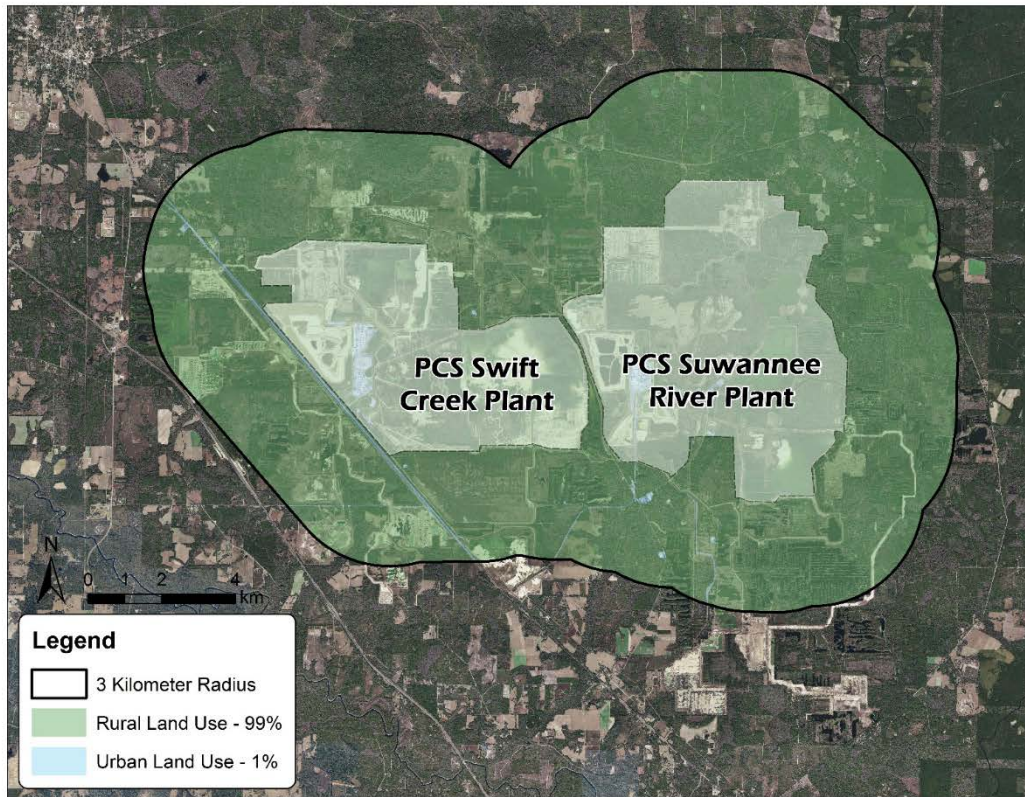 PCS Swift
Creek Plant
PCS Suwannee
River Plant
N
0 1 2 4
km
Legend
3 Kilometer Radius
Rural Land Use - 99%
Urban Land Use - 1%